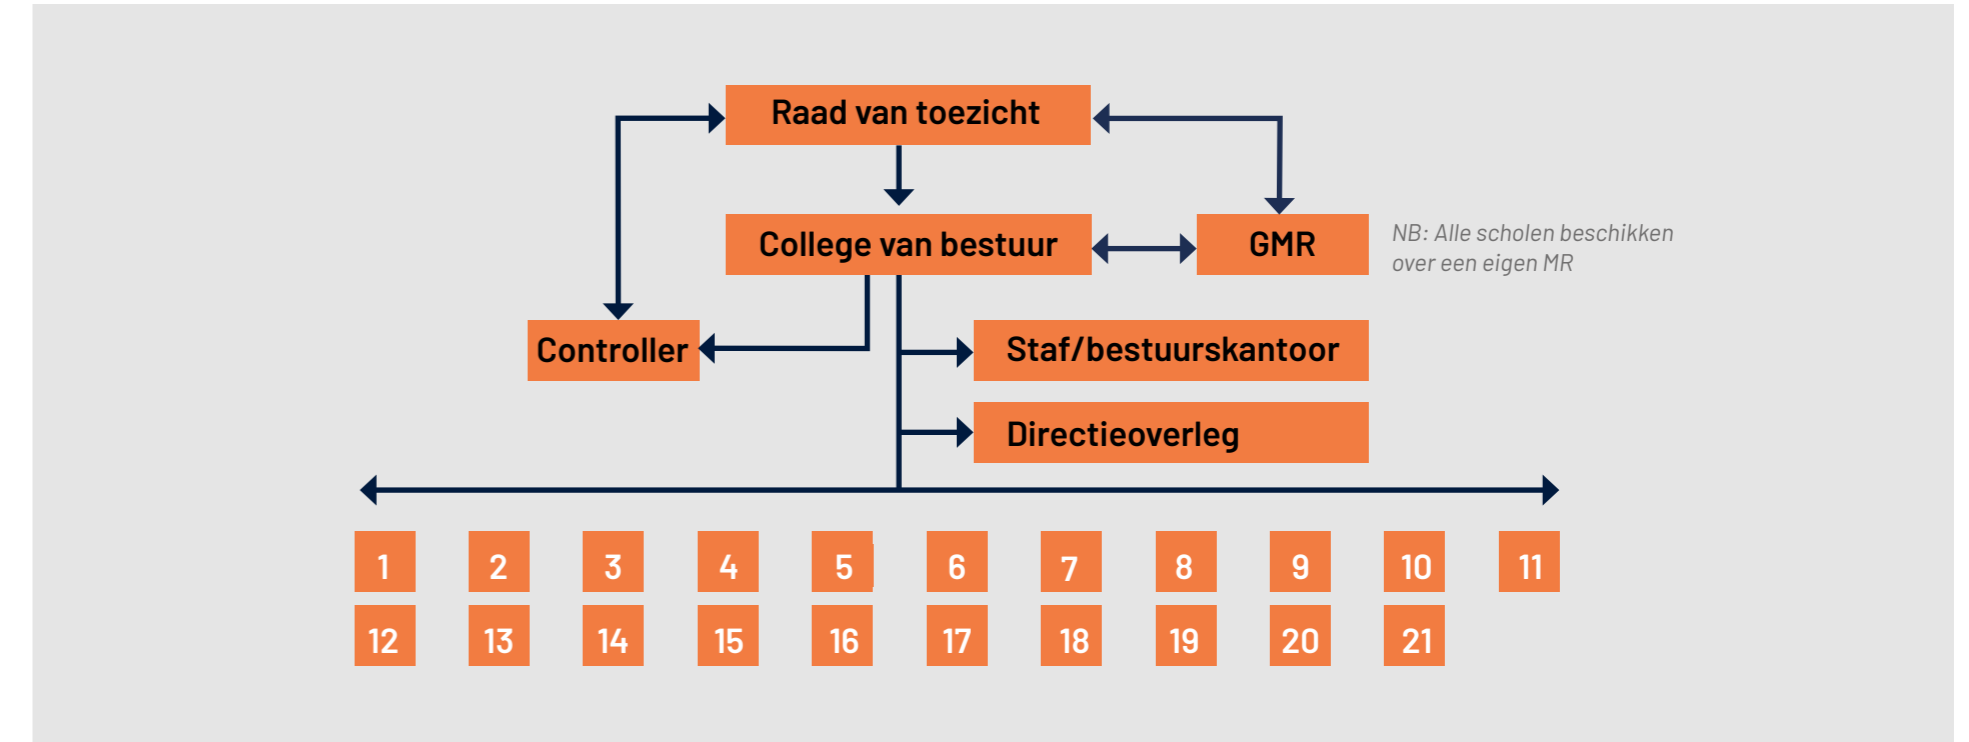 Raad van toezicht
College van bestuur
GMR
NB: Alle scholen beschikken
over een eigen MR
Controller
Staf/bestuurskantoor
Directieoverleg
1 2 3 4 5 6 7 8 9 10 11
12 13 14 15 16 17 18 19 20 21